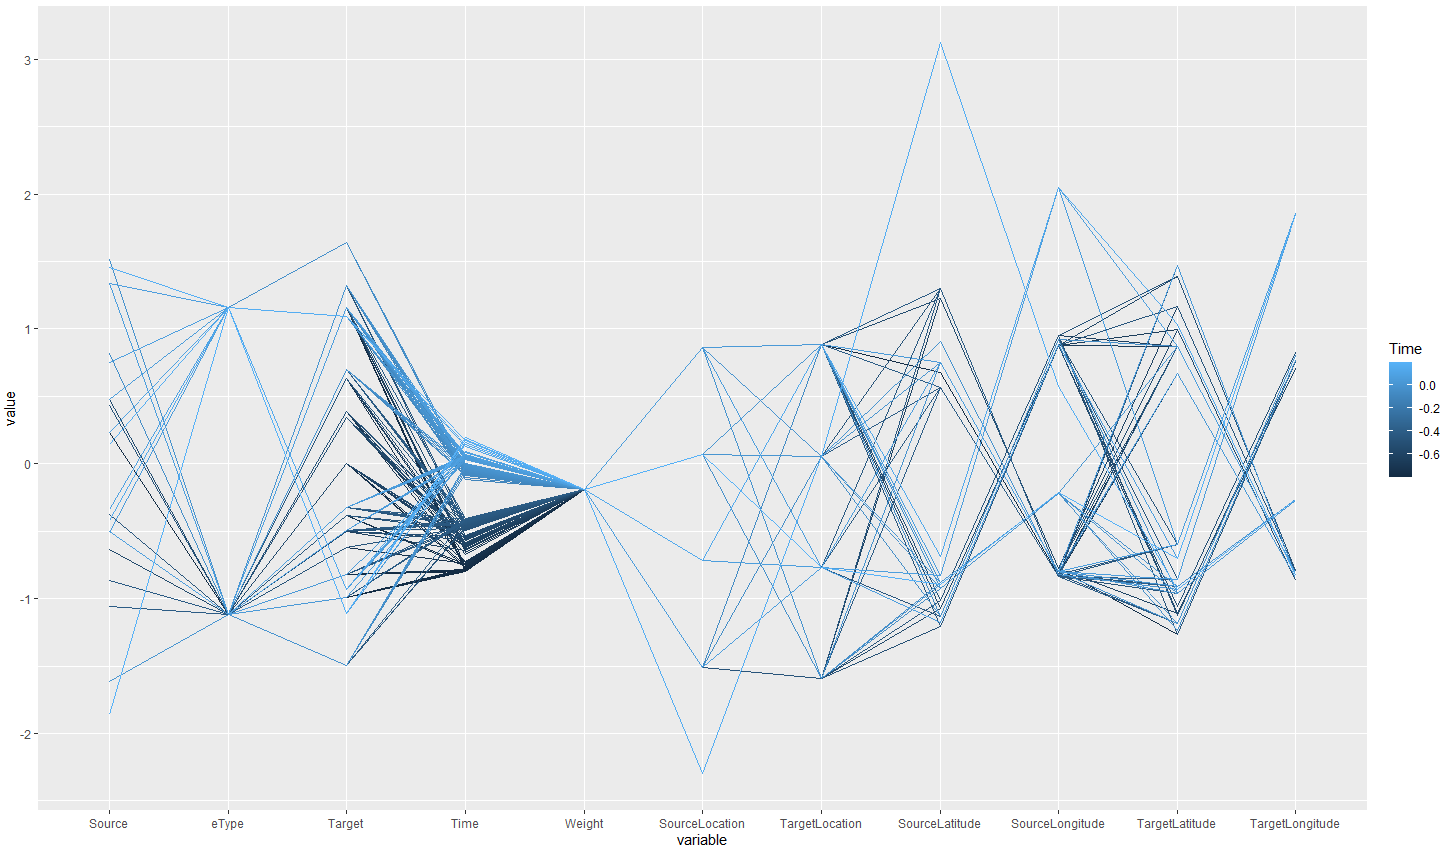 3
2
1
0
-1
-2
value
Source eType Target Time Weight SourceLocation TargetLocation SourceLatitude SourceLongitude TargetLatitude TargetLongitude
variable
Time
0.0
-0.2
-0.4
-0.6